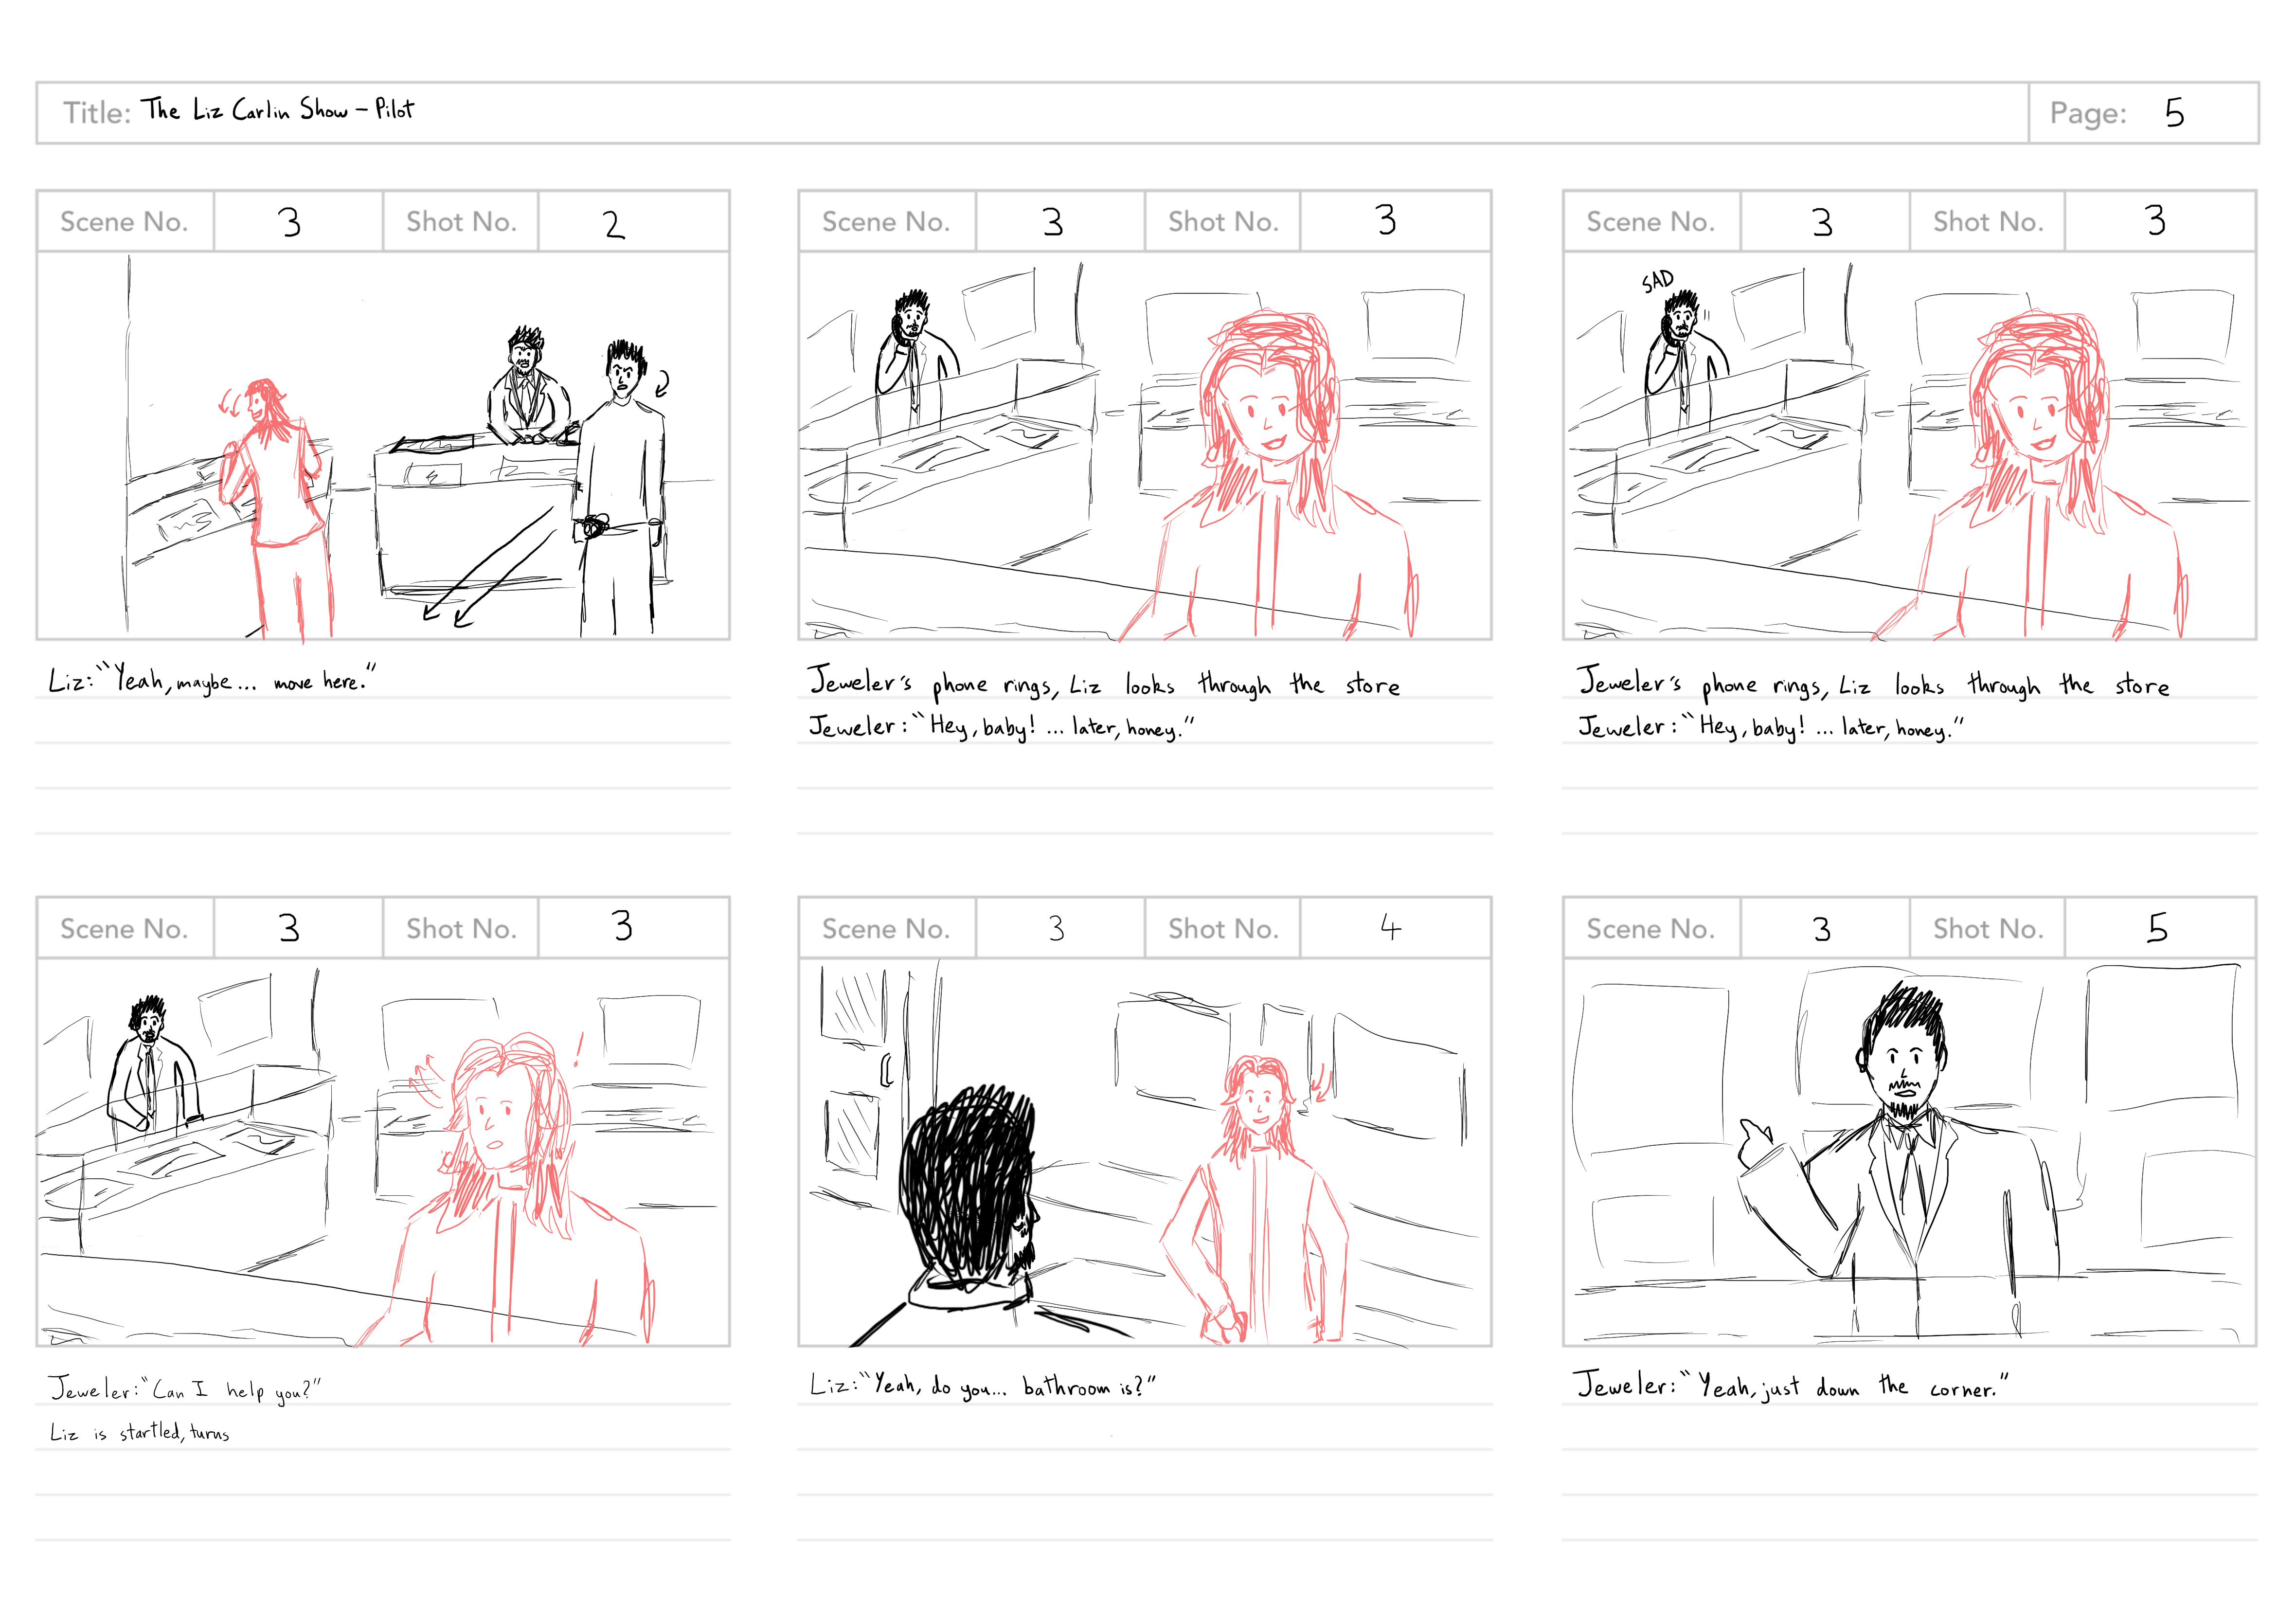 Title: The Liz Carlin Show – Pilot
Page: 5
Scene No. 3 Shot No. 2
Liz: "Yeah, maybe... move here."
Scene No. 3 Shot No. 3
Jeweler's phone rings, Liz looks through the store
Jeweler: "Hey, baby! ... later, honey."
Scene No. 3 Shot No. 3
SAD
Jeweler's phone rings, Liz looks through the store
Jeweler: "Hey, baby! ... later, honey."
Scene No. 3 Shot No. 3
!
Jeweler: "Can I help you?"
Liz is startled, turns
Scene No. 3 Shot No. 4
Liz: "Yeah, do you... bathroom is?"
Scene No. 3 Shot No. 5
Jeweler: "Yeah, just down the corner."